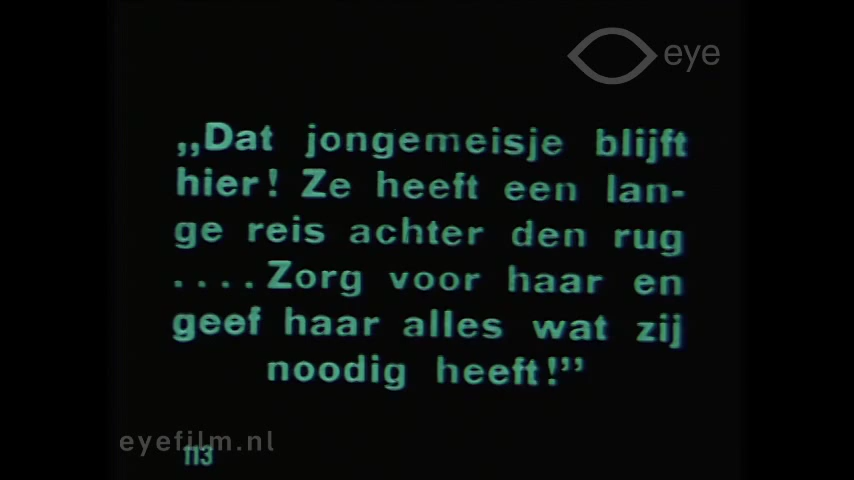 eye
„Dat jongemeisje blijft
hier! Ze heeft een lan-
ge reis achter den rug
....Zorg voor haar en
geef haar alles wat zij
noodig heeft!”
eyefilm.nl
113